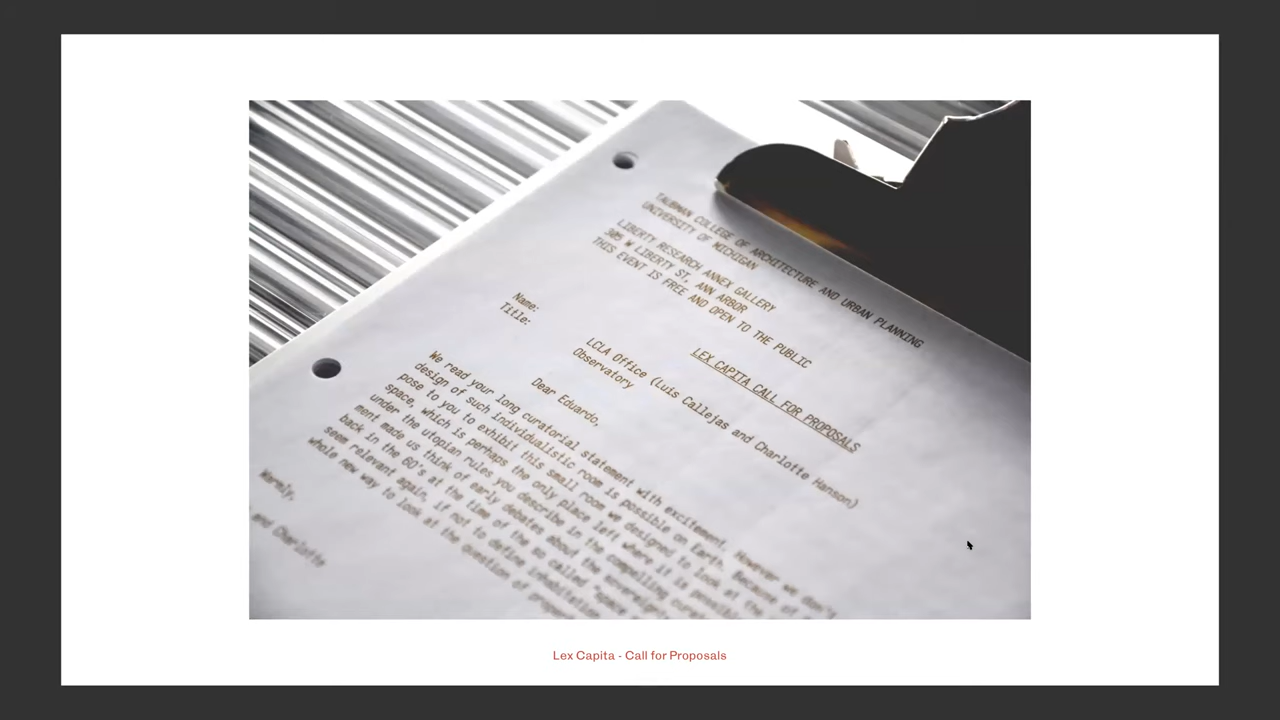 TAUBMAN COLLEGE OF ARCHITECTURE AND URBAN PLANNING
UNIVERSITY OF MICHIGAN
LIBERTY RESEARCH ANNEX GALLERY
305 W LIBERTY ST. ANN ARBOR
THIS EVENT IS FREE AND OPEN TO THE PUBLIC
LEX CAPITA CALL FOR PROPOSALS
Name:
LCLA Office (Luis Callejas and Charlotte Hanson)
Title:
Observatory
Dear Eduardo,
We read your long curatorial statement with excitement. However we don't
design of such individualistic room is possible on Earth. Because of
pose to you to exhibit this small room we designed to look at the
space, which is perhaps the only place left where it is possible
under the utopian rules you describe in the compelling
ment made us think of early debates about the
back in the 60's at the time of the so called "Space
seem relevant again, if not to define inhabitation
whole new way to look at the question of
Warmly,
and Charlotte
Lex Capita - Call for Proposals